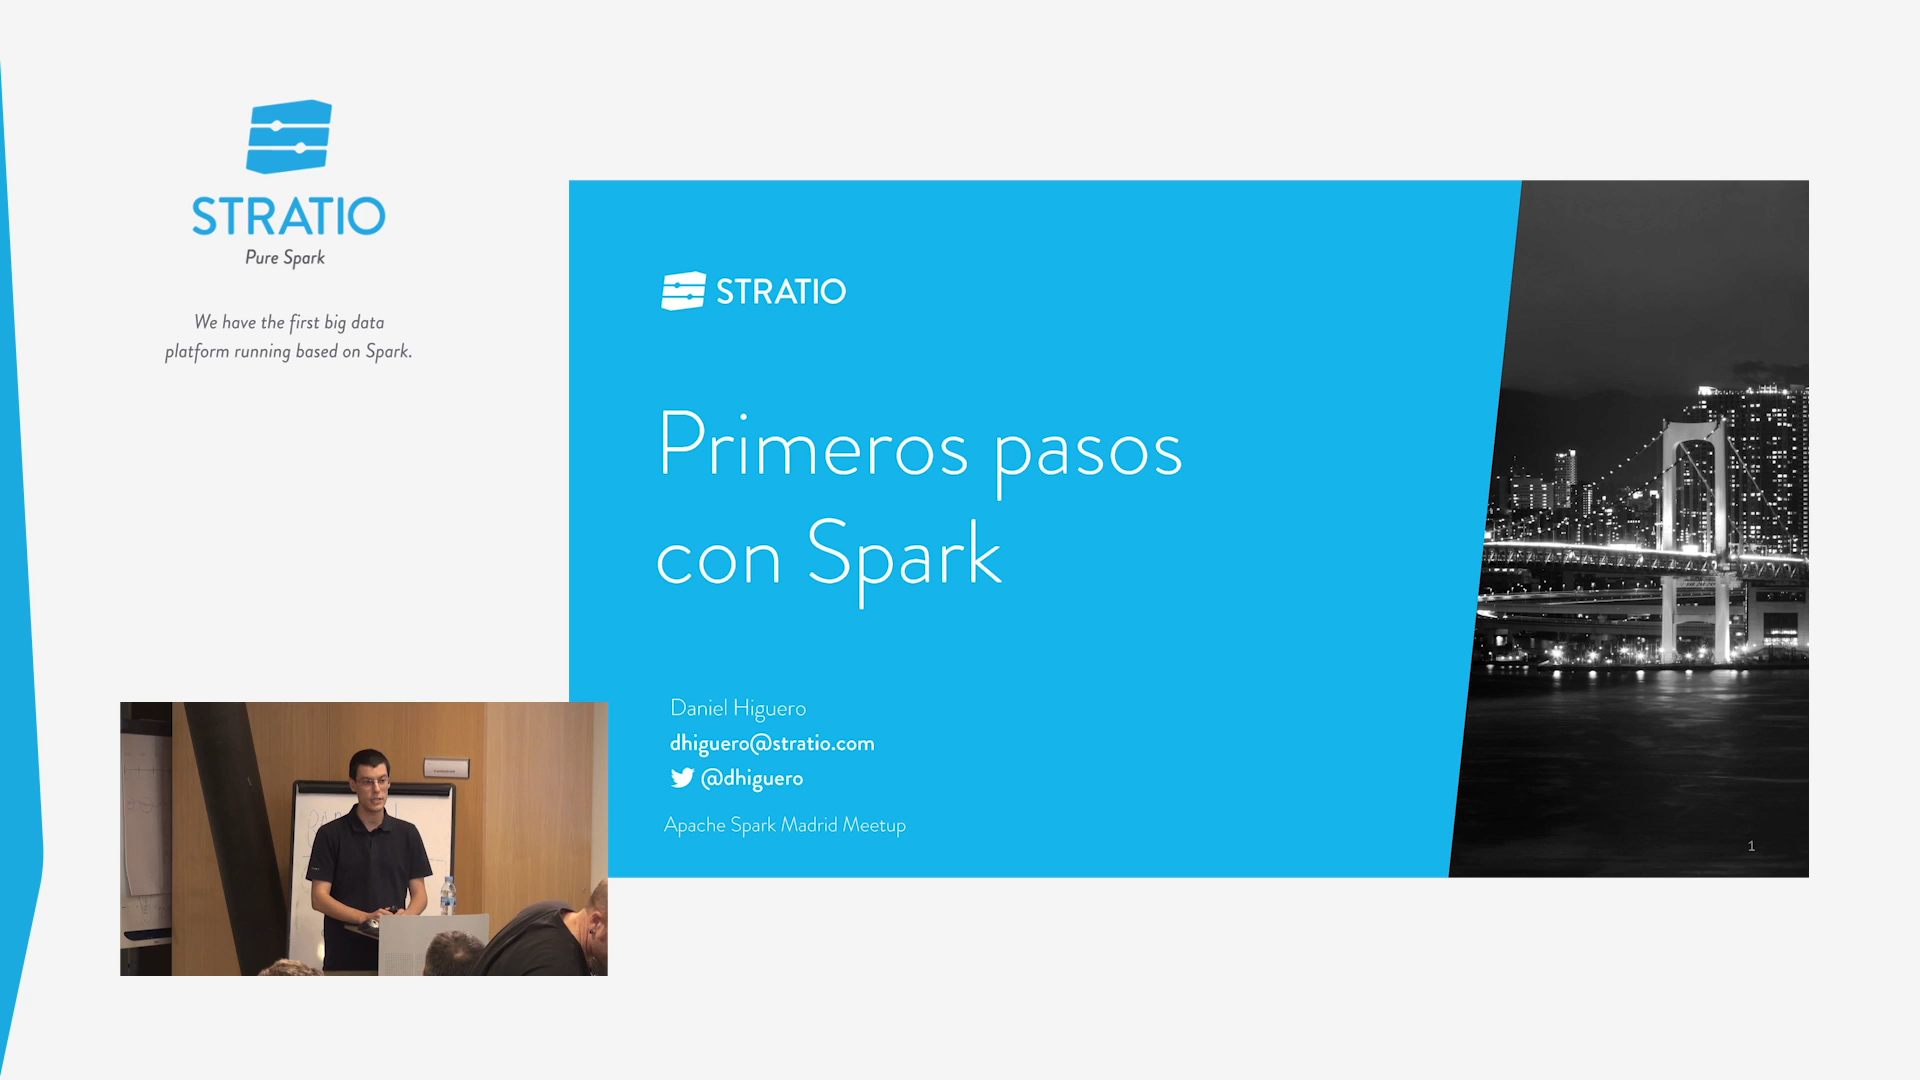 STRATIO
Pure Spark
We have the first big data
platform running based on Spark.
STRATIO
Primeros pasos
con Spark
Daniel Higuero
dhiguero@stratio.com
@dhiguero
Apache Spark Madrid Meetup
1